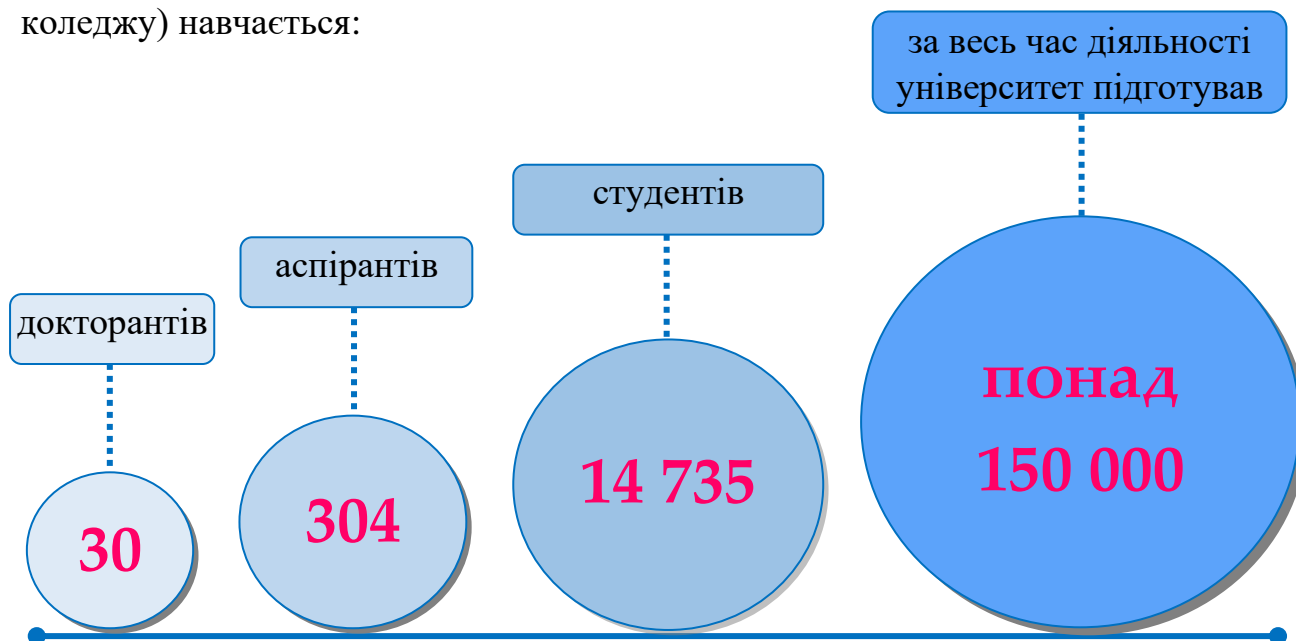 коледжу) навчається:
за весь час діяльності
університет підготував
студентів
аспірантів
докторантів
понад
150 000
14 735
304
30